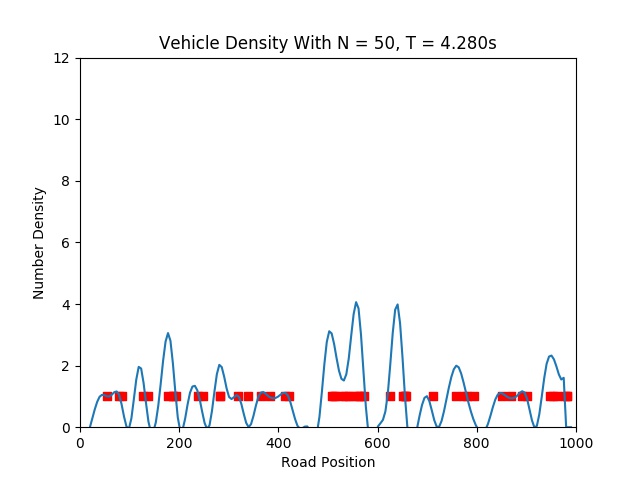 Vehicle Density With N = 50, T = 4.280s
12
10
8
6
4
2
0
Number Density
0 200 400 600 800 1000
Road Position